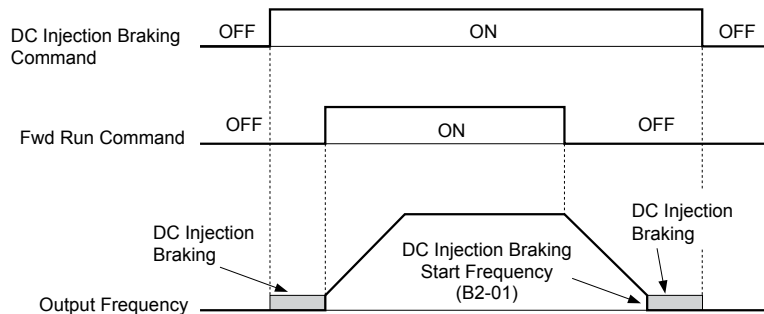 OFF
ON
OFF
DC Injection Braking
Command
OFF
ON
OFF
Fwd Run Command
DC Injection
Braking
DC Injection Braking
Start Frequency
(B2-01)
DC Injection
Braking
Output Frequency